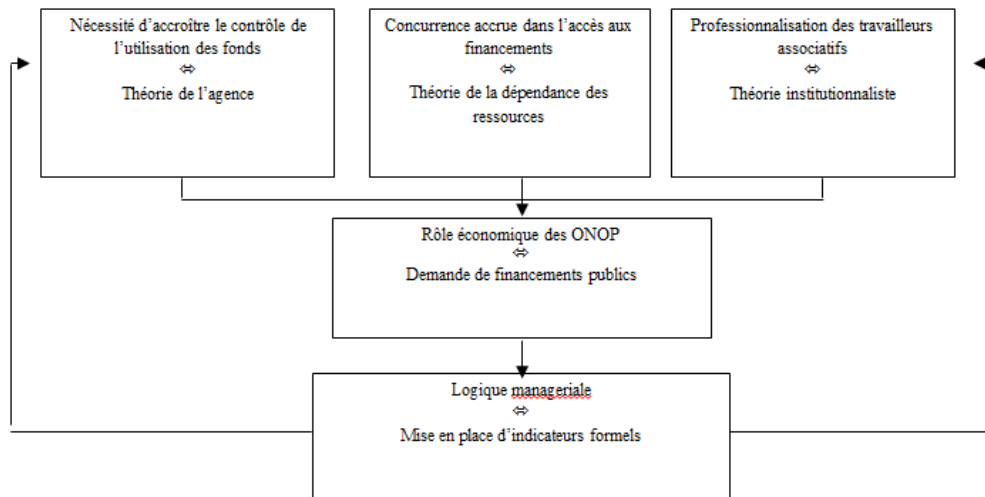 Nécessité d’accroître le contrôle de
l’utilisation des fonds
⇔
Théorie de l’agence
Concurrence accrue dans l’accès aux
financements
⇔
Théorie de la dépendance des
ressources
Professionnalisation des travailleurs
associatifs
⇔
Théorie institutionnaliste
Rôle économique des ONOP
⇔
Demande de financements publics
Logique manageriale
⇔
Mise en place d’indicateurs formels